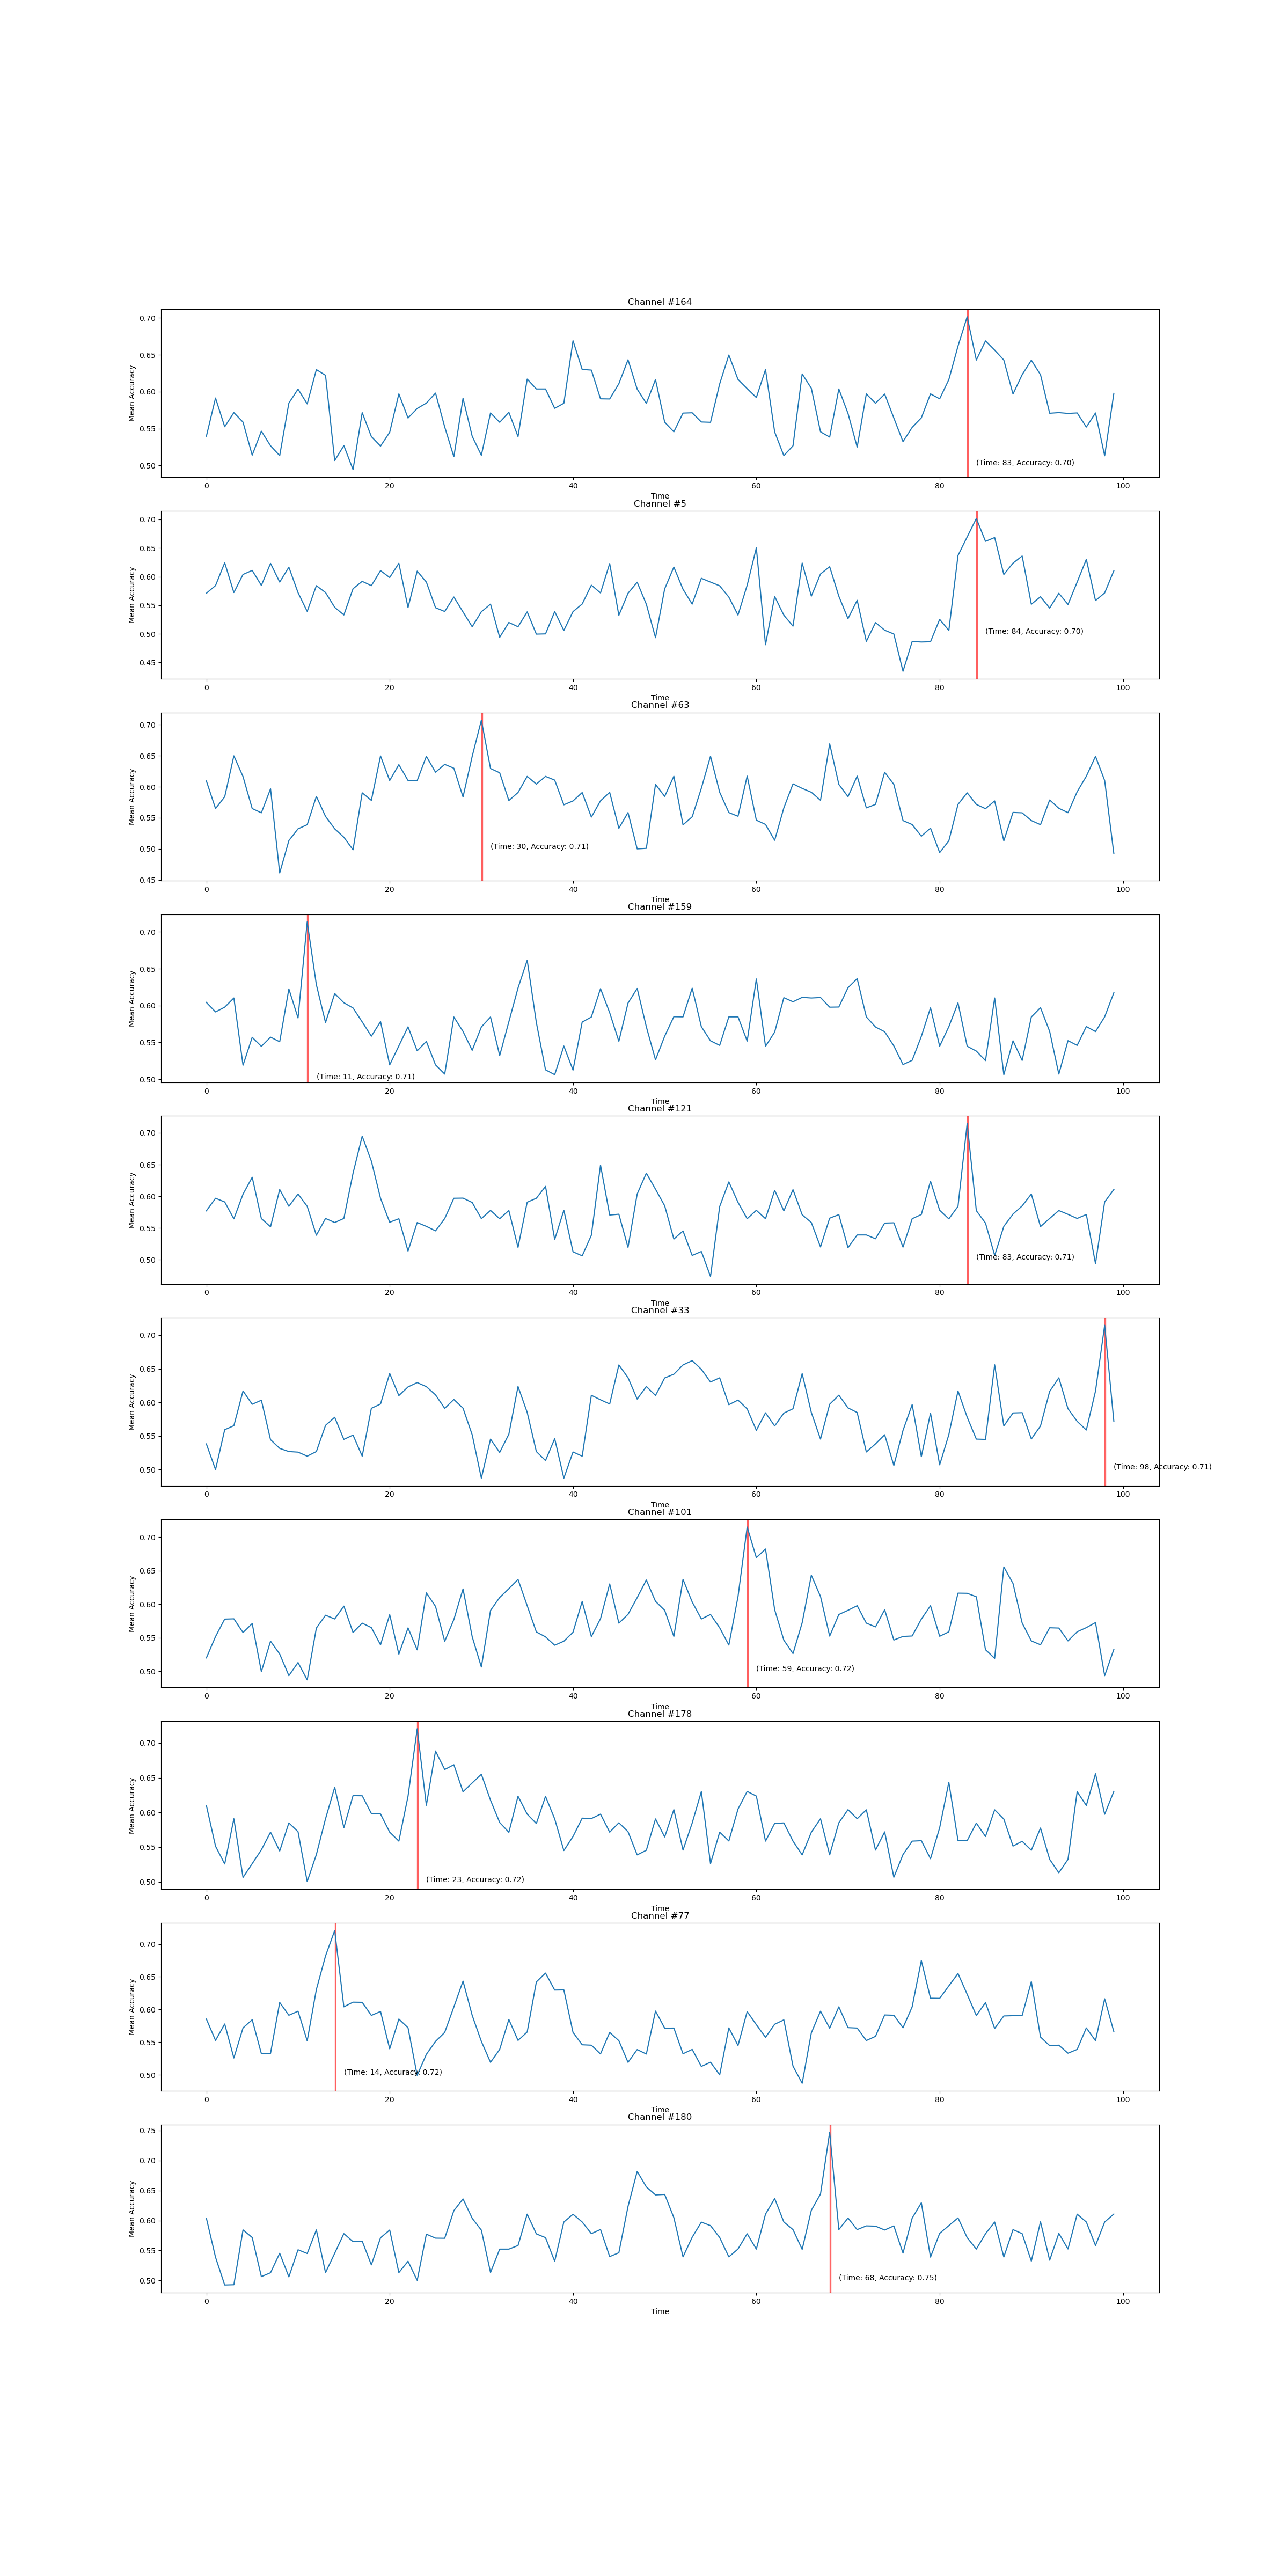 Channel #164
Mean Accuracy
0.70
0.65
0.60
0.55
0.50
(Time: 83, Accuracy: 0.70)
0 20 40 60 80 100
Time
Channel #5
Mean Accuracy
0.70
0.65
0.60
0.55
0.50
0.45
(Time: 84, Accuracy: 0.70)
0 20 40 60 80 100
Time
Channel #63
Mean Accuracy
0.70
0.65
0.60
0.55
0.50
0.45
(Time: 30, Accuracy: 0.71)
0 20 40 60 80 100
Time
Channel #159
Mean Accuracy
0.70
0.65
0.60
0.55
0.50
(Time: 11, Accuracy: 0.71)
0 20 40 60 80 100
Time
Channel #121
Mean Accuracy
0.70
0.65
0.60
0.55
0.50
(Time: 83, Accuracy: 0.71)
0 20 40 60 80 100
Time
Channel #33
Mean Accuracy
0.70
0.65
0.60
0.55
0.50
(Time: 98, Accuracy: 0.71)
0 20 40 60 80 100
Time
Channel #101
Mean Accuracy
0.70
0.65
0.60
0.55
0.50
(Time: 59, Accuracy: 0.72)
0 20 40 60 80 100
Time
Channel #178
Mean Accuracy
0.70
0.65
0.60
0.55
0.50
(Time: 23, Accuracy: 0.72)
0 20 40 60 80 100
Time
Channel #77
Mean Accuracy
0.70
0.65
0.60
0.55
0.50
(Time: 14, Accuracy: 0.72)
0 20 40 60 80 100
Time
Channel #180
Mean Accuracy
0.75
0.70
0.65
0.60
0.55
0.50
(Time: 68, Accuracy: 0.75)
0 20 40 60 80 100
Time